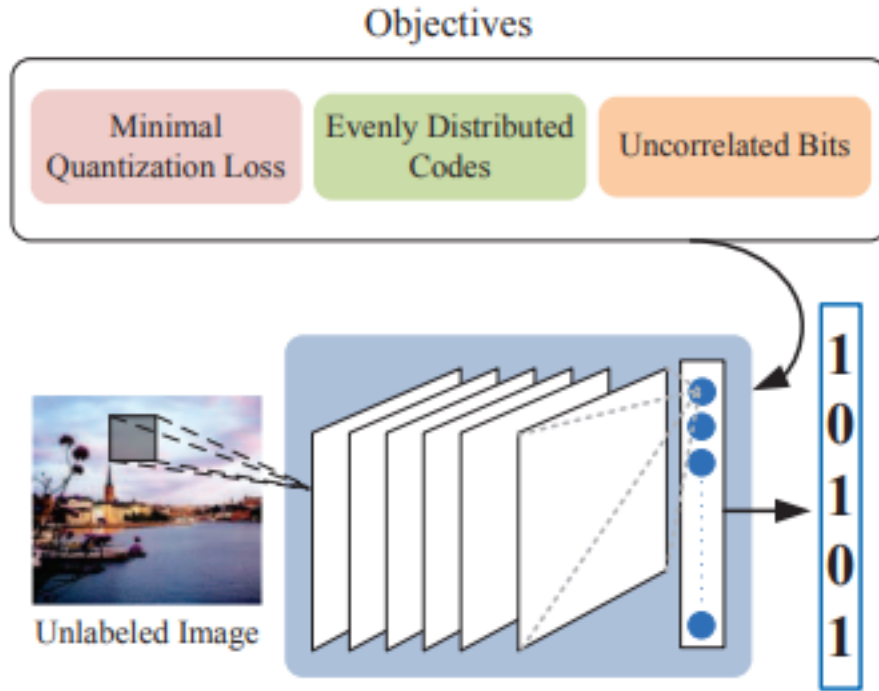 Objectives
Minimal
Quantization Loss
Evenly Distributed
Codes
Uncorrelated Bits
Unlabeled Image
1
0
1
0
1